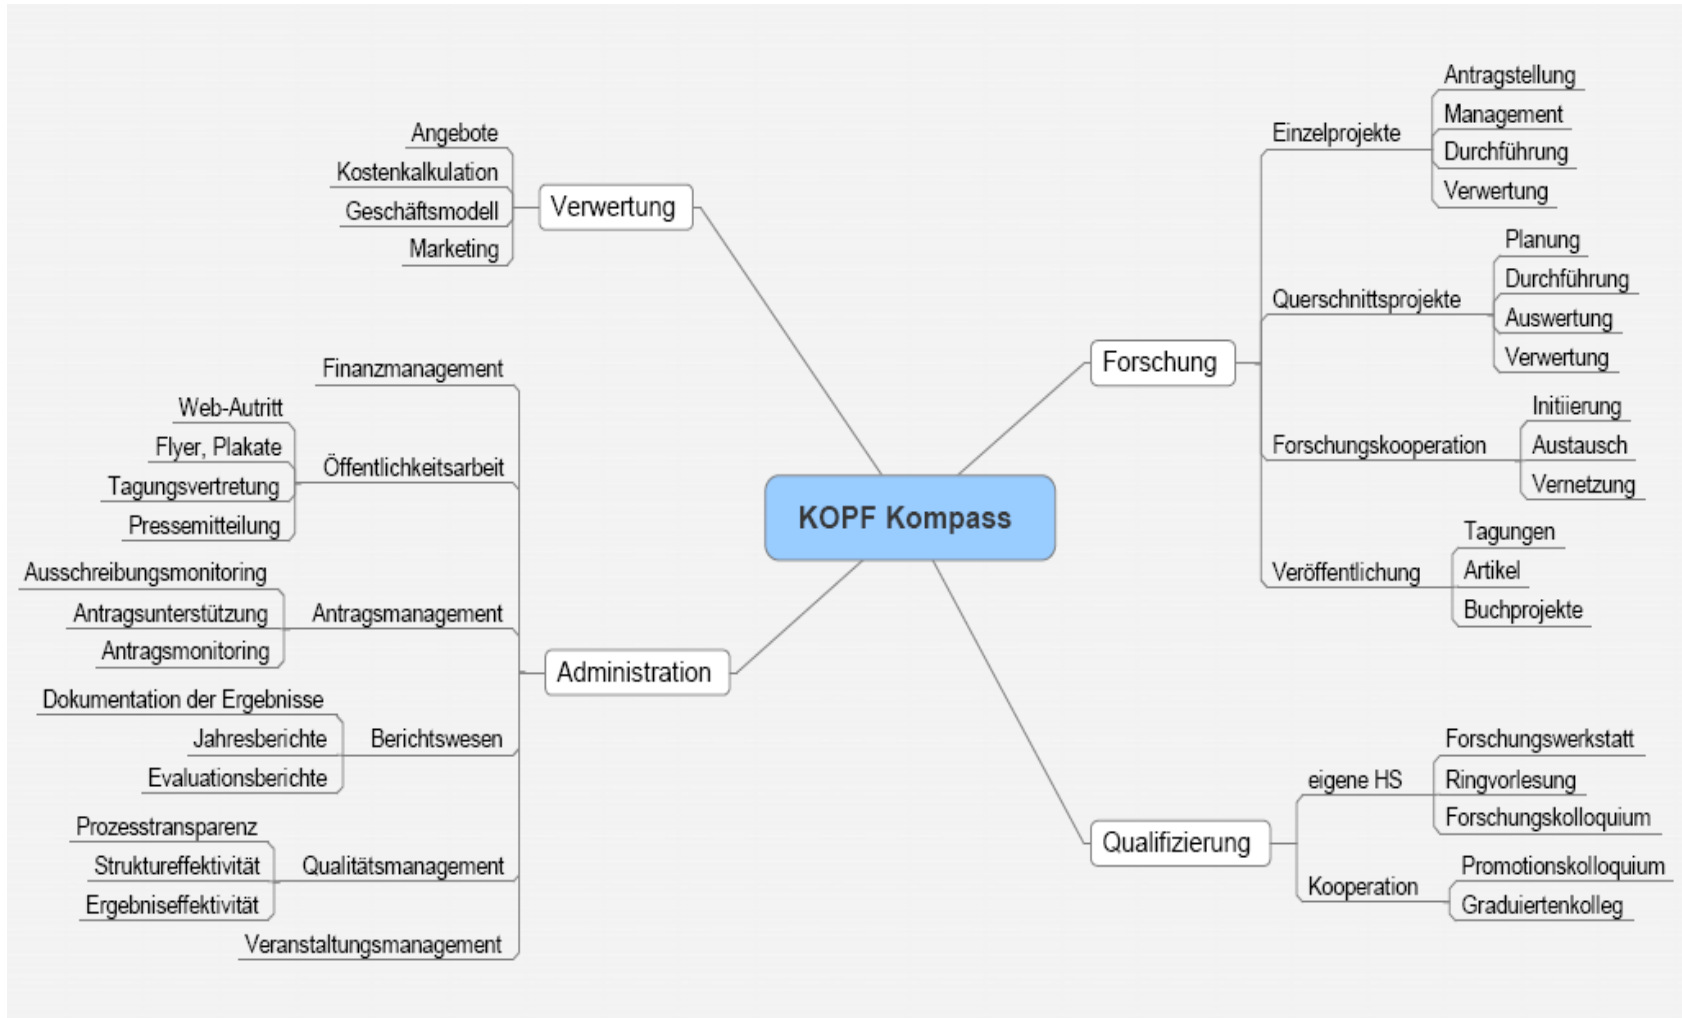 KOPF Kompass
Verwertung
Angebote
Kostenkalkulation
Geschäftsmodell
Marketing
Administration
Finanzmanagement
Öffentlichkeitsarbeit
Web-Autritt
Flyer, Plakate
Tagungsvertretung
Pressemitteilung
Antragsmanagement
Ausschreibungsmonitoring
Antragsunterstützung
Antragsmonitoring
Berichtswesen
Dokumentation der Ergebnisse
Jahresberichte
Evaluationsberichte
Qualitätsmanagement
Prozesstransparenz
Struktureffektivität
Ergebniseffektivität
Veranstaltungsmanagement
Forschung
Einzelprojekte
Antragstellung
Management
Durchführung
Verwertung
Querschnittsprojekte
Planung
Durchführung
Auswertung
Verwertung
Forschungskooperation
Initiierung
Austausch
Vernetzung
Veröffentlichung
Tagungen
Artikel
Buchprojekte
Qualifizierung
eigene HS
Forschungswerkstatt
Ringvorlesung
Forschungskolloquium
Kooperation
Promotionskolloquium
Graduiertenkolleg